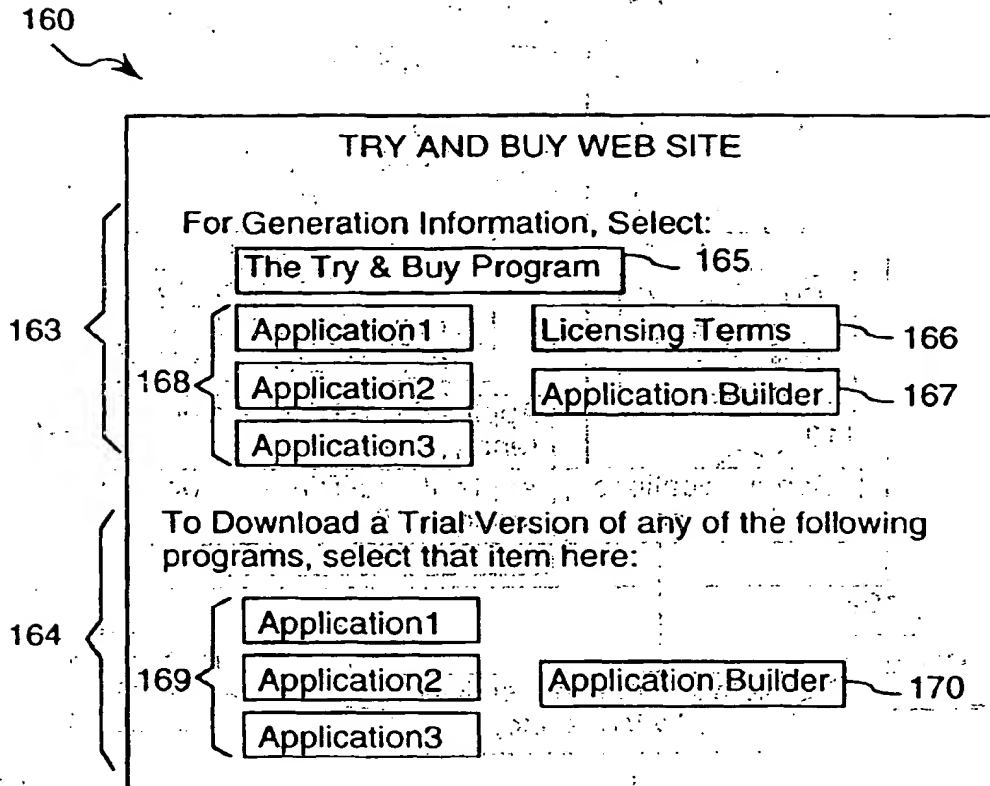 160
TRY AND BUY WEB SITE
For Generation Information, Select:
The Try & Buy Program 165
163
168
Application1 Licensing Terms 166
Application2 Application Builder 167
Application3
To Download a Trial Version of any of the following
programs, select that item here:
164
169
Application1
Application2 Application Builder 170
Application3